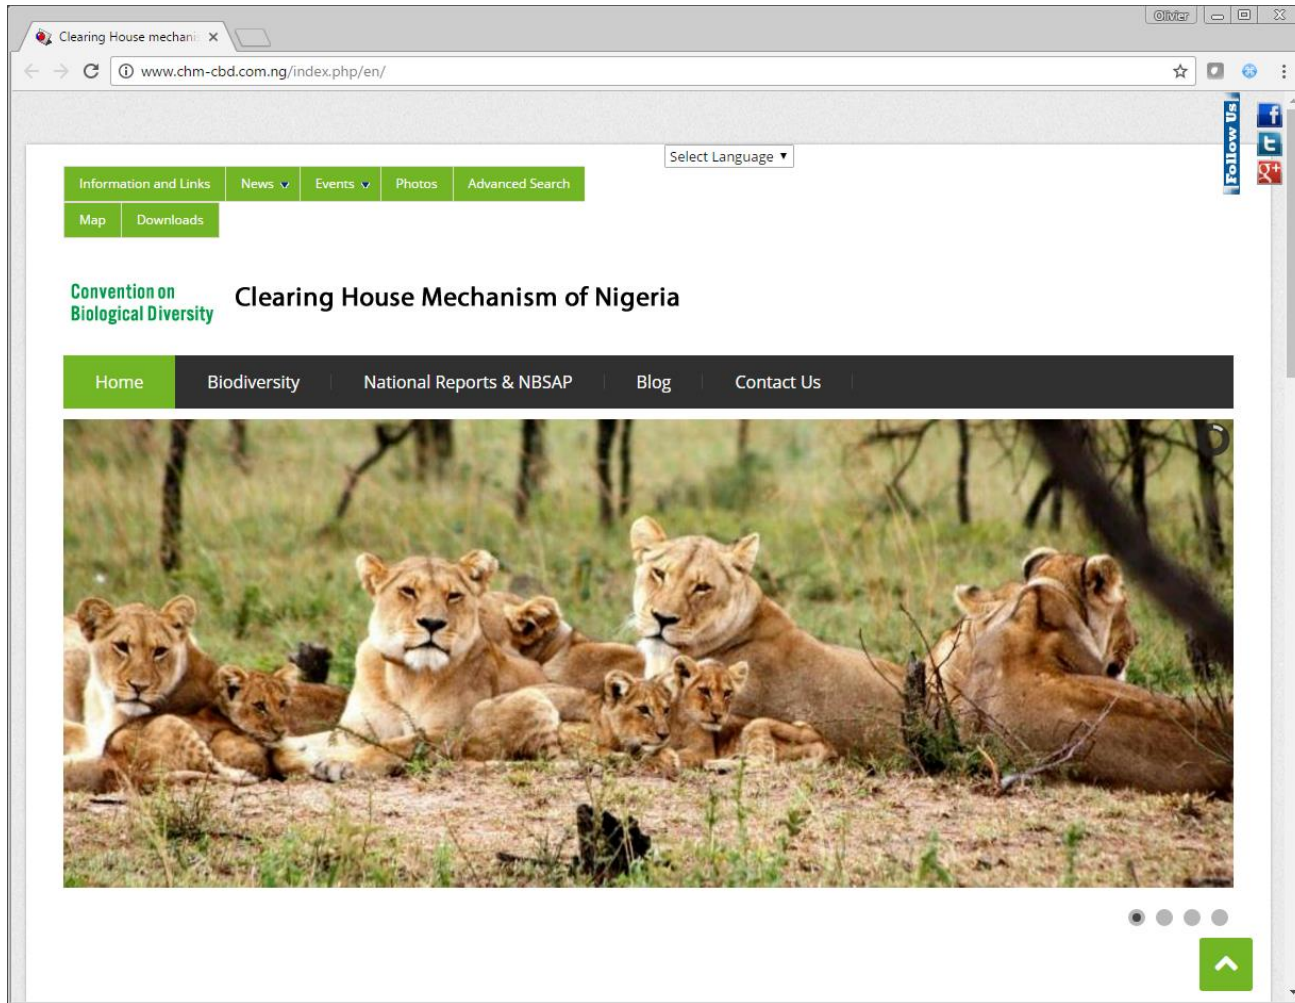 Olivier
Clearing House mechani
www.chm-cbd.com.ng/index.php/en/
Follow Us
Select Language
Information and Links News Events Photos Advanced Search
Map Downloads
Convention on
Biological Diversity
Clearing House Mechanism of Nigeria
Home Biodiversity National Reports & NBSAP Blog Contact Us